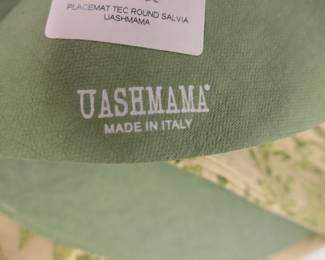 PLACEMAT TEC ROUND SALVIA
UASHMAMA
UASHMAMA®
MADE IN ITALY